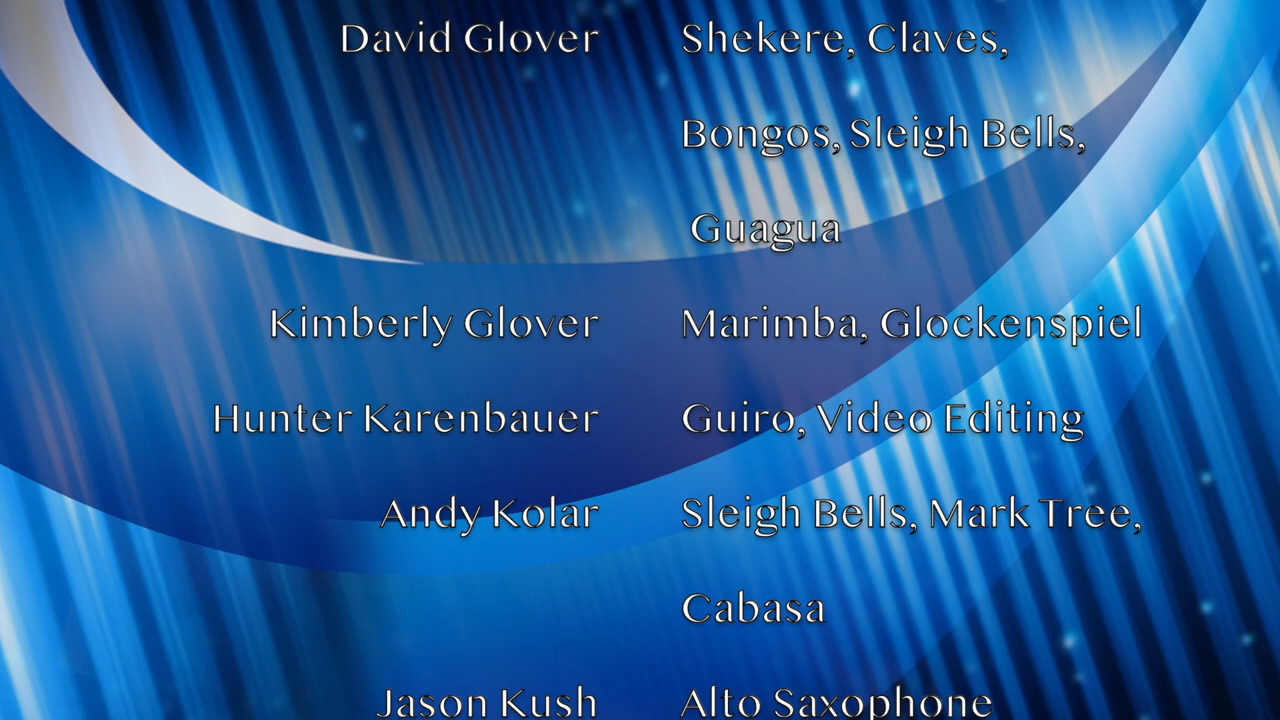 David Glover Shekere, Claves,
Bongos, Sleigh Bells,
Guagua
Kimberly Glover Marimba, Glockenspiel
Hunter Karenbauer Guiro, Video Editing
Andy Kolar Sleigh Bells, Mark Tree,
Cabasa
Jason Kush Alto Saxophone